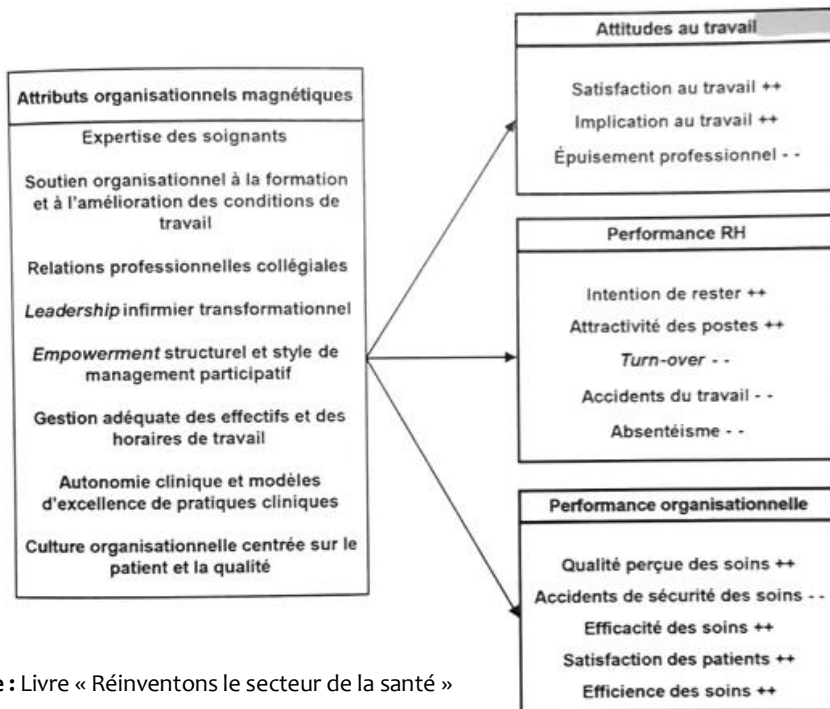 Attributs organisationnels magnétiques
Expertise des soignants
Soutien organisationnel à la formation
et à l'amélioration des conditions de
travail
Relations professionnelles collégiales
Leadership infirmier transformationnel
Empowerment structurel et style de
management participatif
Gestion adéquate des effectifs et des
horaires de travail
Autonomie clinique et modèles
d'excellence de pratiques cliniques
Culture organisationnelle centrée sur le
patient et la qualité
Attitudes au travail
Satisfaction au travail ++
Implication au travail ++
Épuisement professionnel - -
Performance RH
Intention de rester ++
Attractivité des postes ++
Turn-over - -
Accidents du travail - -
Absentéisme - -
Performance organisationnelle
Qualité perçue des soins ++
Accidents de sécurité des soins - -
Efficacité des soins ++
Satisfaction des patients ++
Efficience des soins ++
: Livre « Réinventons le secteur de la santé »